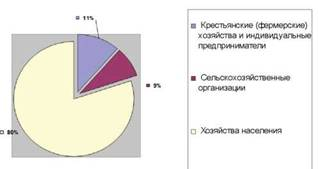 11%
9%
80%
Крестьянские (фермерские)
хозяйства и индивидуальные
предприниматели
Сельскохозяйственные
организации
Хозяйства населения